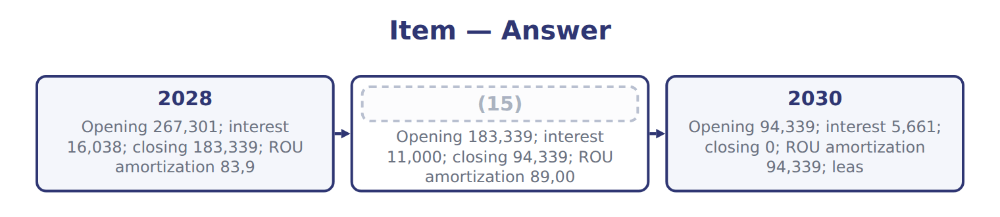 Item — Answer
2028
Opening 267,301; interest
16,038; closing 183,339; ROU
amortization 83,9
(15)
Opening 183,339; interest
11,000; closing 94,339; ROU
amortization 89,00
2030
Opening 94,339; interest 5,661;
closing 0; ROU amortization
94,339; leas